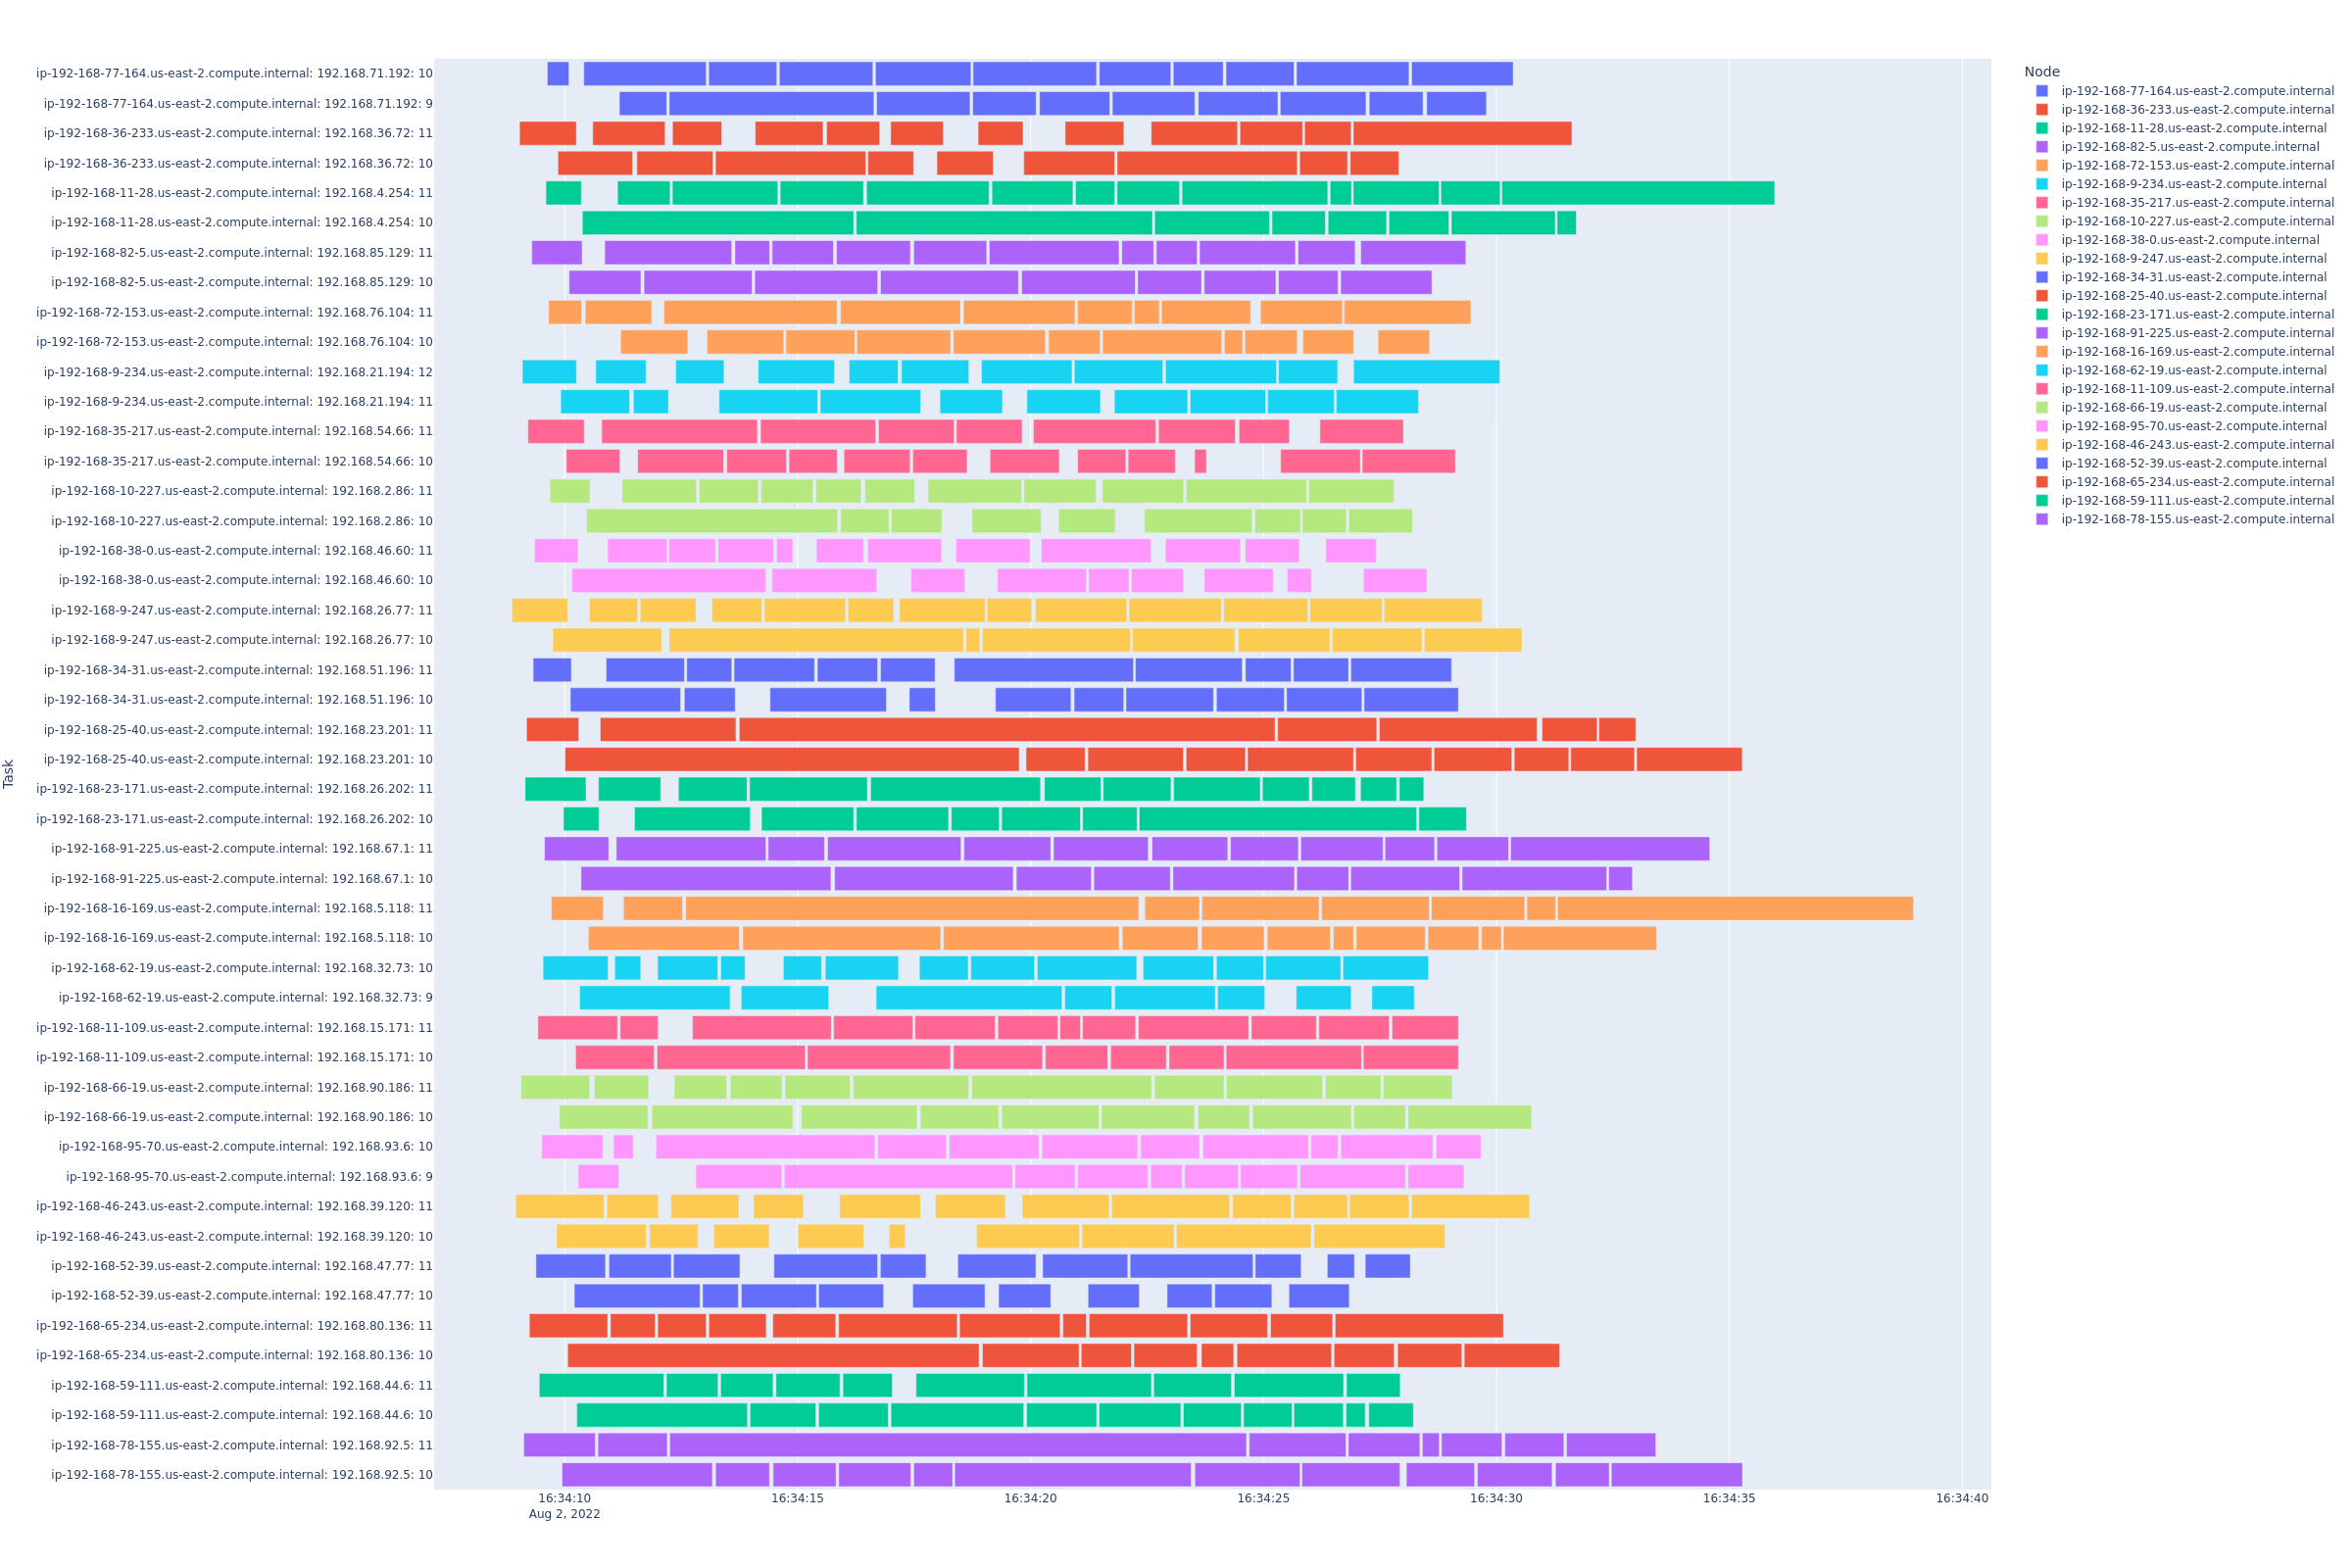 ip-192-168-77-164.us-east-2.compute.internal: 192.168.71.192: 10
ip-192-168-77-164.us-east-2.compute.internal: 192.168.71.192: 9
ip-192-168-36-233.us-east-2.compute.internal: 192.168.36.72: 11
ip-192-168-36-233.us-east-2.compute.internal: 192.168.36.72: 10
ip-192-168-11-28.us-east-2.compute.internal: 192.168.4.254: 11
ip-192-168-11-28.us-east-2.compute.internal: 192.168.4.254: 10
ip-192-168-82-5.us-east-2.compute.internal: 192.168.85.129: 11
ip-192-168-82-5.us-east-2.compute.internal: 192.168.85.129: 10
ip-192-168-72-153.us-east-2.compute.internal: 192.168.76.104: 11
ip-192-168-72-153.us-east-2.compute.internal: 192.168.76.104: 10
ip-192-168-9-234.us-east-2.compute.internal: 192.168.21.194: 12
ip-192-168-9-234.us-east-2.compute.internal: 192.168.21.194: 11
ip-192-168-35-217.us-east-2.compute.internal: 192.168.54.66: 11
ip-192-168-35-217.us-east-2.compute.internal: 192.168.54.66: 10
ip-192-168-10-227.us-east-2.compute.internal: 192.168.2.86: 11
ip-192-168-10-227.us-east-2.compute.internal: 192.168.2.86: 10
ip-192-168-38-0.us-east-2.compute.internal: 192.168.46.60: 11
ip-192-168-38-0.us-east-2.compute.internal: 192.168.46.60: 10
ip-192-168-9-247.us-east-2.compute.internal: 192.168.26.77: 11
ip-192-168-9-247.us-east-2.compute.internal: 192.168.26.77: 10
ip-192-168-34-31.us-east-2.compute.internal: 192.168.51.196: 11
ip-192-168-34-31.us-east-2.compute.internal: 192.168.51.196: 10
ip-192-168-25-40.us-east-2.compute.internal: 192.168.23.201: 11
ip-192-168-25-40.us-east-2.compute.internal: 192.168.23.201: 10
ip-192-168-23-171.us-east-2.compute.internal: 192.168.26.202: 11
ip-192-168-23-171.us-east-2.compute.internal: 192.168.26.202: 10
ip-192-168-91-225.us-east-2.compute.internal: 192.168.67.1: 11
ip-192-168-91-225.us-east-2.compute.internal: 192.168.67.1: 10
ip-192-168-16-169.us-east-2.compute.internal: 192.168.5.118: 11
ip-192-168-16-169.us-east-2.compute.internal: 192.168.5.118: 10
ip-192-168-62-19.us-east-2.compute.internal: 192.168.32.73: 10
ip-192-168-62-19.us-east-2.compute.internal: 192.168.32.73: 9
ip-192-168-11-109.us-east-2.compute.internal: 192.168.15.171: 11
ip-192-168-11-109.us-east-2.compute.internal: 192.168.15.171: 10
ip-192-168-66-19.us-east-2.compute.internal: 192.168.90.186: 11
ip-192-168-66-19.us-east-2.compute.internal: 192.168.90.186: 10
ip-192-168-95-70.us-east-2.compute.internal: 192.168.93.6: 10
ip-192-168-95-70.us-east-2.compute.internal: 192.168.93.6: 9
ip-192-168-46-243.us-east-2.compute.internal: 192.168.39.120: 11
ip-192-168-46-243.us-east-2.compute.internal: 192.168.39.120: 10
ip-192-168-52-39.us-east-2.compute.internal: 192.168.47.77: 11
ip-192-168-52-39.us-east-2.compute.internal: 192.168.47.77: 10
ip-192-168-65-234.us-east-2.compute.internal: 192.168.80.136: 11
ip-192-168-65-234.us-east-2.compute.internal: 192.168.80.136: 10
ip-192-168-59-111.us-east-2.compute.internal: 192.168.44.6: 11
ip-192-168-59-111.us-east-2.compute.internal: 192.168.44.6: 10
ip-192-168-78-155.us-east-2.compute.internal: 192.168.92.5: 11
ip-192-168-78-155.us-east-2.compute.internal: 192.168.92.5: 10
Task
16:34:10 16:34:15 16:34:20 16:34:25 16:34:30 16:34:35 16:34:40
Aug 2, 2022
Node
ip-192-168-77-164.us-east-2.compute.internal
ip-192-168-36-233.us-east-2.compute.internal
ip-192-168-11-28.us-east-2.compute.internal
ip-192-168-82-5.us-east-2.compute.internal
ip-192-168-72-153.us-east-2.compute.internal
ip-192-168-9-234.us-east-2.compute.internal
ip-192-168-35-217.us-east-2.compute.internal
ip-192-168-10-227.us-east-2.compute.internal
ip-192-168-38-0.us-east-2.compute.internal
ip-192-168-9-247.us-east-2.compute.internal
ip-192-168-34-31.us-east-2.compute.internal
ip-192-168-25-40.us-east-2.compute.internal
ip-192-168-23-171.us-east-2.compute.internal
ip-192-168-91-225.us-east-2.compute.internal
ip-192-168-16-169.us-east-2.compute.internal
ip-192-168-62-19.us-east-2.compute.internal
ip-192-168-11-109.us-east-2.compute.internal
ip-192-168-66-19.us-east-2.compute.internal
ip-192-168-95-70.us-east-2.compute.internal
ip-192-168-46-243.us-east-2.compute.internal
ip-192-168-52-39.us-east-2.compute.internal
ip-192-168-65-234.us-east-2.compute.internal
ip-192-168-59-111.us-east-2.compute.internal
ip-192-168-78-155.us-east-2.compute.internal